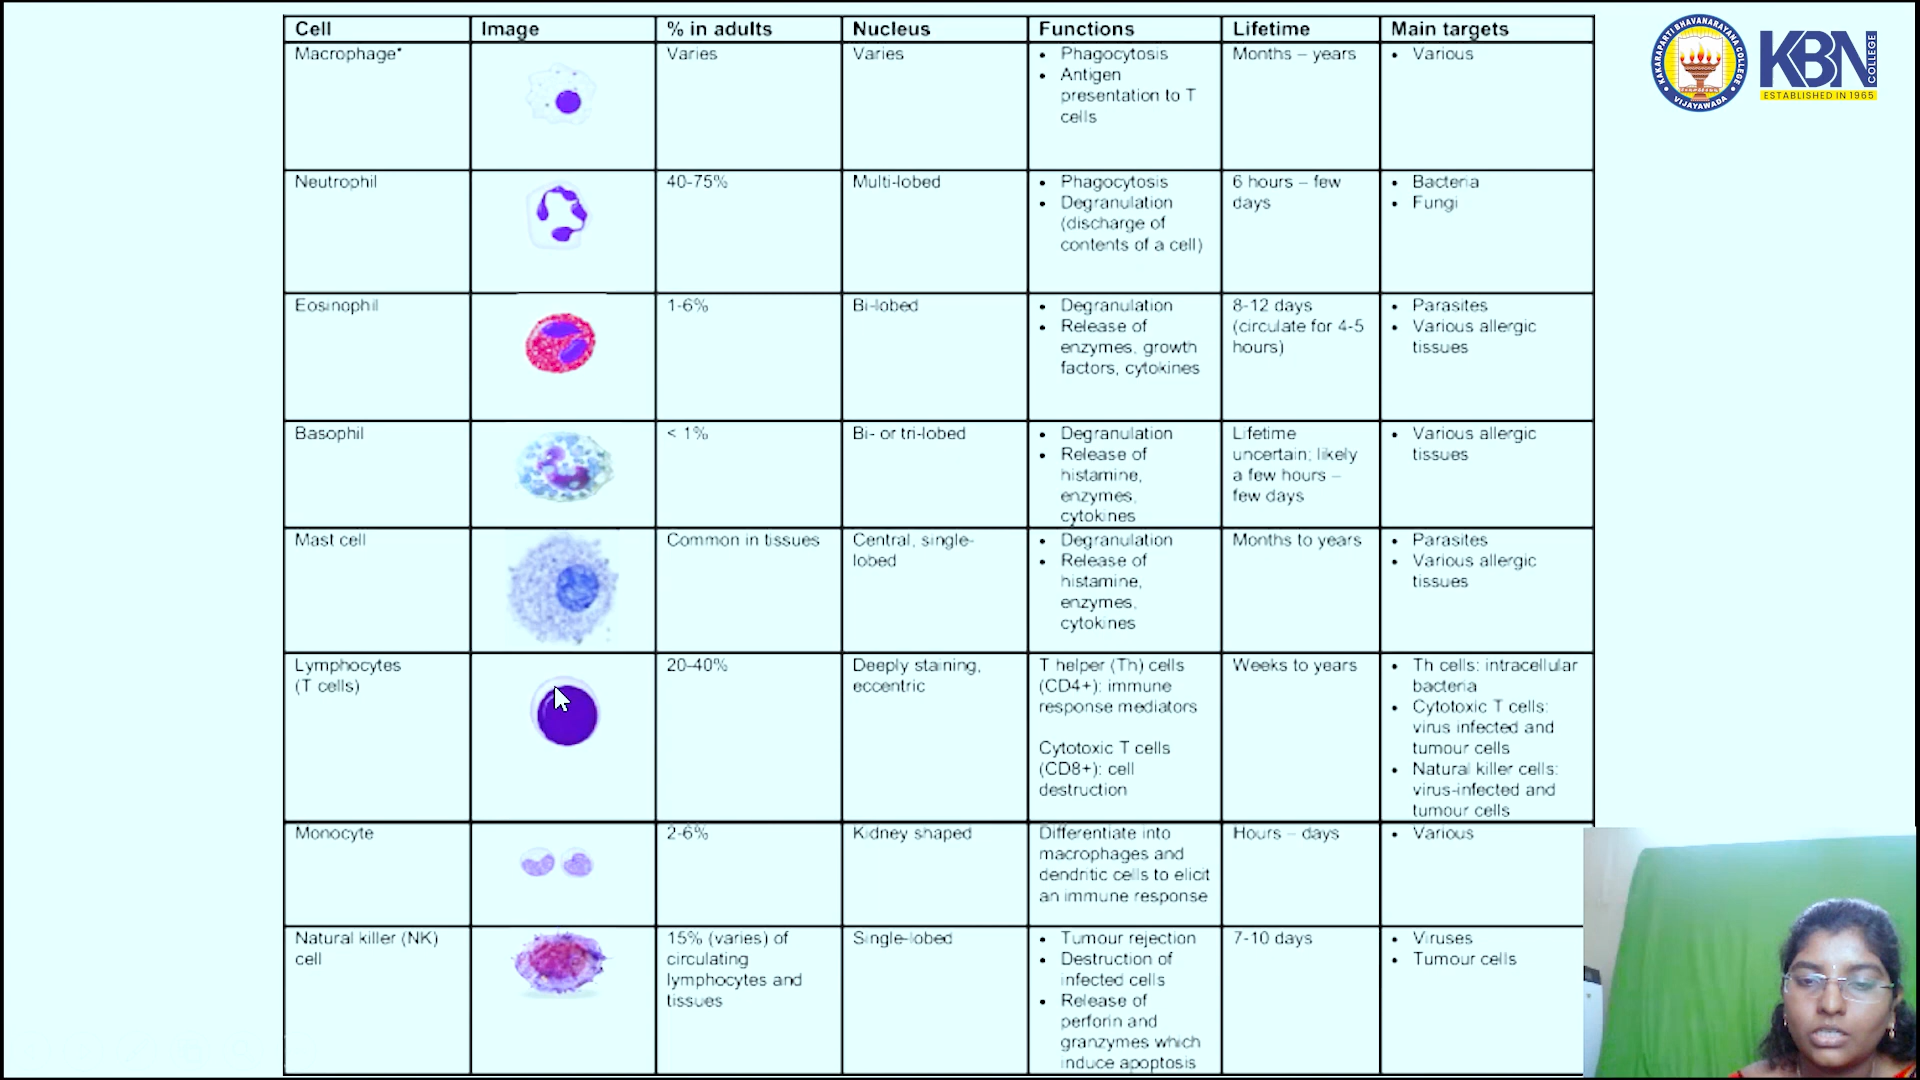 Cell Image % in adults Nucleus Functions Lifetime Main targets
Macrophage* Varies Varies • Phagocytosis Months – years • Various
• Antigen
presentation to T
cells
Neutrophil 40-75% Multi-lobed • Phagocytosis 6 hours – few • Bacteria
• Degranulation days • Fungi
(discharge of
contents of a cell)
Eosinophil 1-6% Bi-lobed • Degranulation 8-12 days • Parasites
• Release of (circulate for 4-5 • Various allergic
enzymes, growth hours) tissues
factors, cytokines
Basophil < 1% Bi- or tri-lobed • Degranulation Lifetime • Various allergic
• Release of uncertain; likely tissues
histamine, a few hours –
enzymes, few days
cytokines
Mast cell Common in tissues Central, single- • Degranulation Months to years • Parasites
lobed • Release of • Various allergic
histamine, tissues
enzymes,
cytokines
Lymphocytes 20-40% Deeply staining, T helper (Th) cells Weeks to years • Th cells: intracellular
(T cells) eccentric (CD4+): immune bacteria
response mediators • Cytotoxic T cells:
virus infected and
Cytotoxic T cells tumour cells
(CD8+): cell • Natural killer cells:
destruction virus-infected and
tumour cells
Monocyte 2-6% Kidney shaped Differentiate into Hours – days • Various
macrophages and
dendritic cells to elicit
an immune response
Natural killer (NK) 15% (varies) of Single-lobed • Tumour rejection 7-10 days • Viruses
cell circulating • Destruction of • Tumour cells
lymphocytes and infected cells
tissues • Release of
perforin and
granzymes which
induce apoptosis
KAKARAPARTI BHAVANARAYANA COLLEGE
VIJAYAWADA
KBN
COLLEGE
ESTABLISHED IN 1965